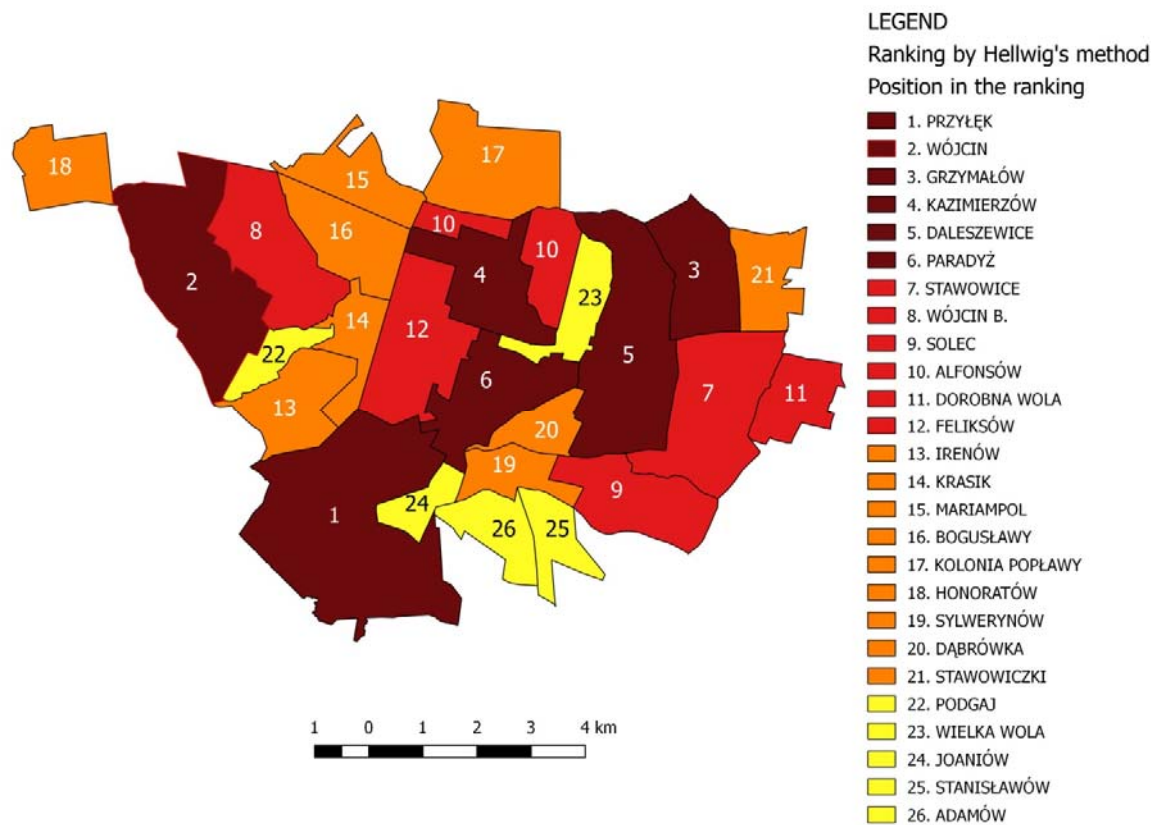 LEGEND
Ranking by Hellwig's method
Position in the ranking
1. PRZYŁĘK
2. WÓJCIN
3. GRZYMAŁÓW
4. KAZIMIERZÓW
5. DALESZEWICE
6. PARADYŻ
7. STAWOWICE
8. WÓJCIN B.
9. SOLEC
10. ALFONSÓW
11. DOROBNA WOLA
12. FELIKSÓW
13. IRENÓW
14. KRASIK
15. MARIAMPOL
16. BOGUSŁAWY
17. KOLONIA POPŁAWY
18. HONORATÓW
19. SYLWERYNÓW
20. DĄBRÓWKA
21. STAWOWICZKI
22. PODGAJ
23. WIELKA WOLA
24. JOANIÓW
25. STANISŁAWÓW
26. ADAMÓW
17
18
15
10
8
16
10
4
3
2
21
23
14
12
22
5
6
7
11
13
20
19
9
24
1
26
25
1 0 1 2 3 4 km